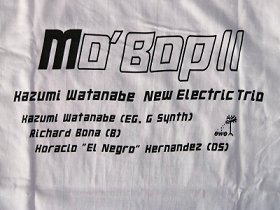 Mo'Bop II
Kazumi Watanabe New Electric Trio
Kazumi Watanabe (EG, G Synth)
Richard Bona (B)
Horacio "El Negro" Hernandez (DS)